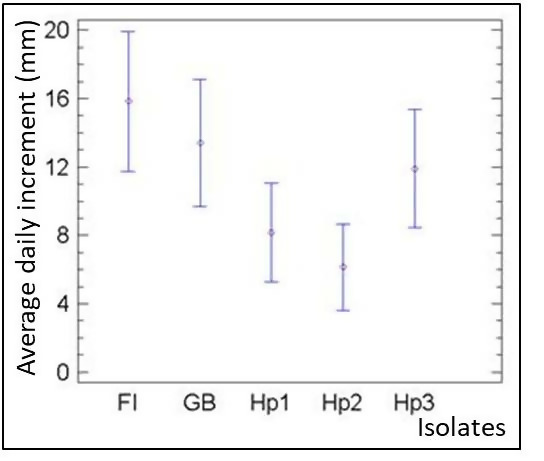 Average daily increment (mm)
20
16
12
8
4
0
FI GB Hp1 Hp2 Hp3
Isolates